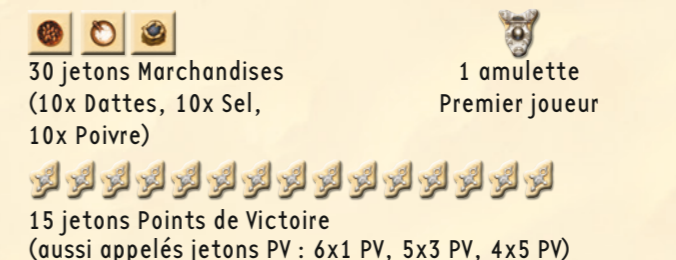 30 jetons Marchandises
(10x Dattes, 10x Sel,
10x Poivre)
1 amulette
Premier joueur
15 jetons Points de Victoire
(aussi appelés jetons PV : 6x1 PV, 5x3 PV, 4x5 PV)